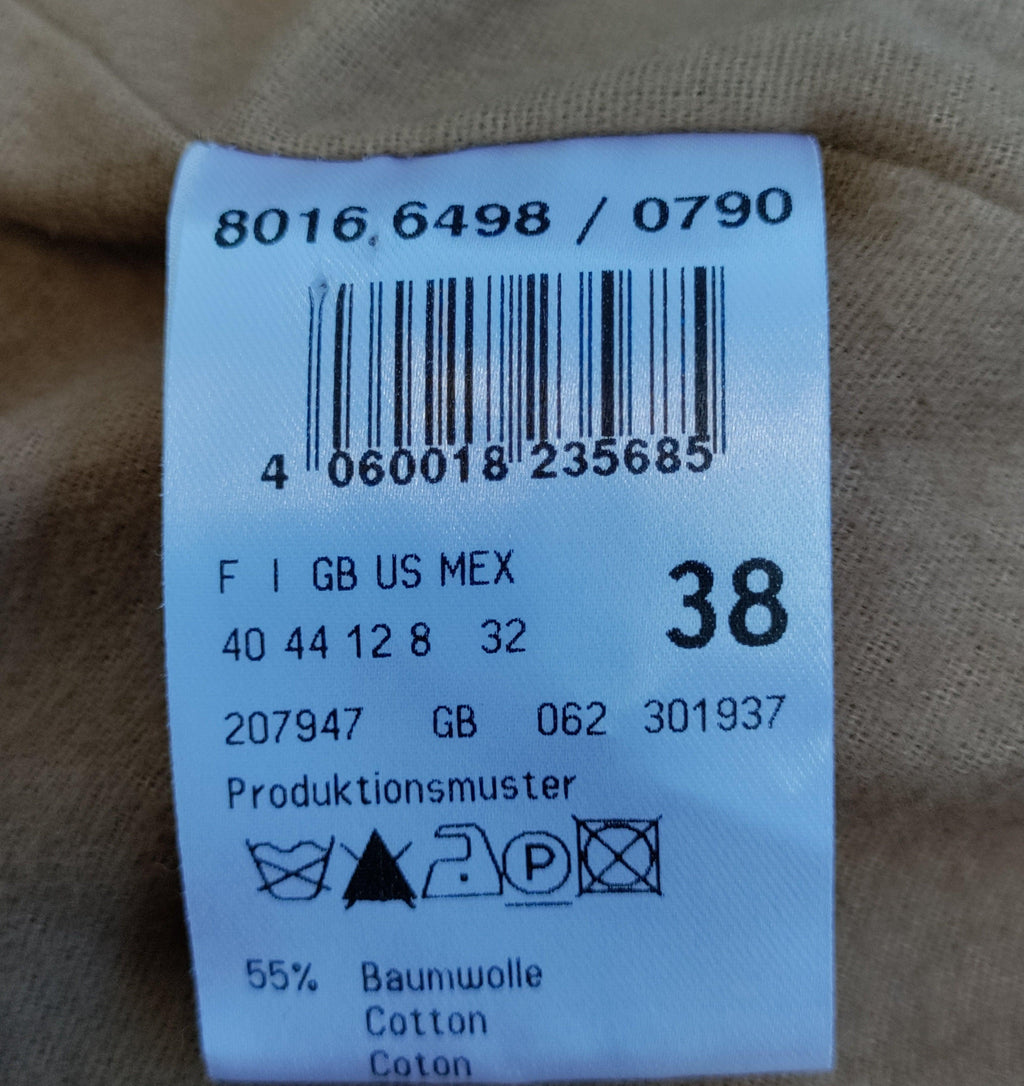 8016.6498 / 0790
4 060018 235685
F I GB US MEX
38
40 44 12 8 32
207947 GB 062 301937
Produktionsmuster
P
55% Baumwolle
Cotton
Coton